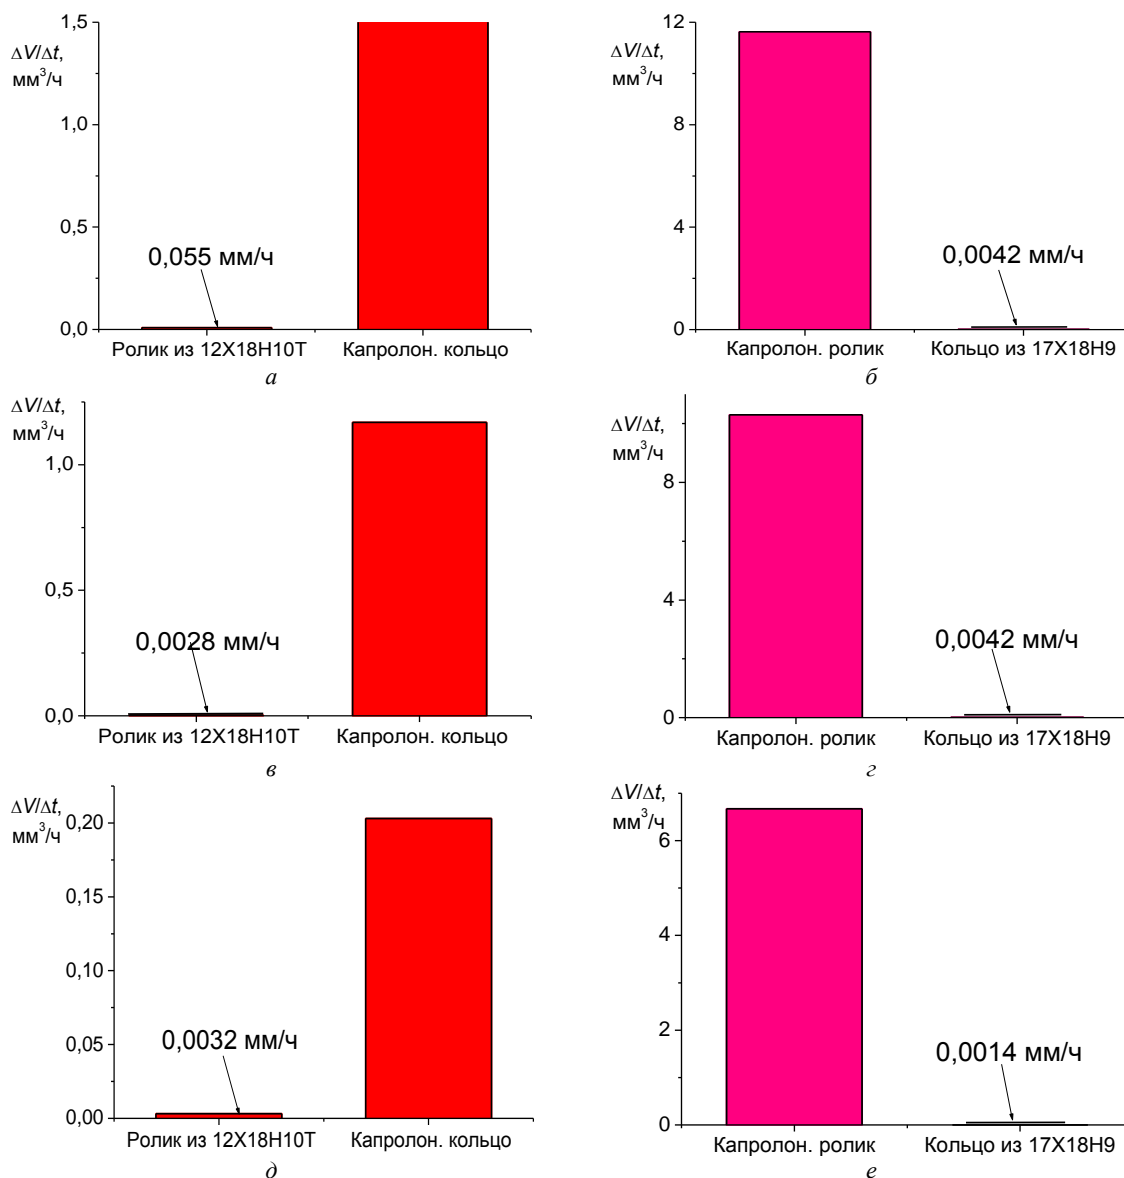 ΔV/Δt,
мм³/ч
1,5
1,0
0,5
0,0
0,055 мм/ч
Ролик из 12Х18Н10Т
Капролон. кольцо
а
ΔV/Δt,
мм³/ч
12
8
4
0
0,0042 мм/ч
Капролон. ролик
Кольцо из 17Х18Н9
б
ΔV/Δt,
мм³/ч
1,0
0,5
0,0
0,0028 мм/ч
Ролик из 12Х18Н10Т
Капролон. кольцо
в
ΔV/Δt,
мм³/ч
8
4
0
0,0042 мм/ч
Капролон. ролик
Кольцо из 17Х18Н9
г
ΔV/Δt,
мм³/ч
0,20
0,15
0,10
0,05
0,00
0,0032 мм/ч
Ролик из 12Х18Н10Т
Капролон. кольцо
д
ΔV/Δt,
мм³/ч
6
4
2
0
0,0014 мм/ч
Капролон. ролик
Кольцо из 17Х18Н9
е